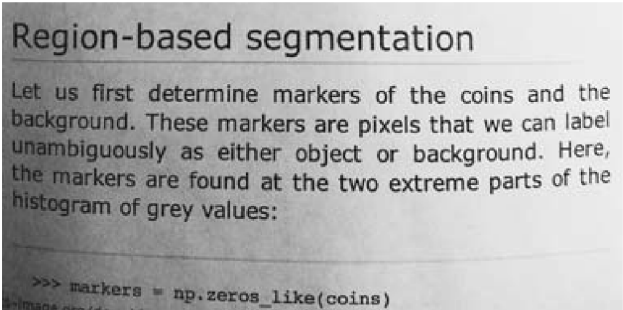 Region-based segmentation
Let us first determine markers of the coins and the
background. These markers are pixels that we can label
unambiguously as either object or background. Here,
the markers are found at the two extreme parts of the
histogram of grey values:
>>> markers = np.zeros_like(coins)